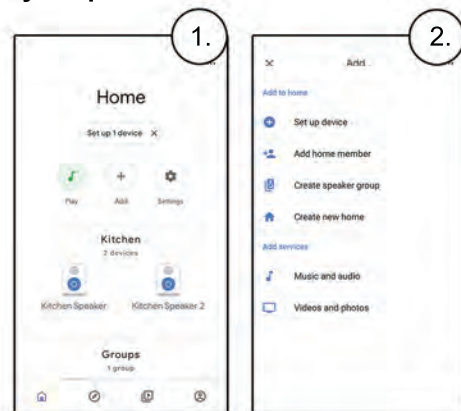 1.
Home
Set up 1 device ×
Play Add Settings
Kitchen
2 devices
Kitchen Speaker Kitchen Speaker 2
Groups
1 group
2.
× Add
Add to home
Set up device
Add home member
Create speaker group
Create new home
Add services
Music and audio
Videos and photos